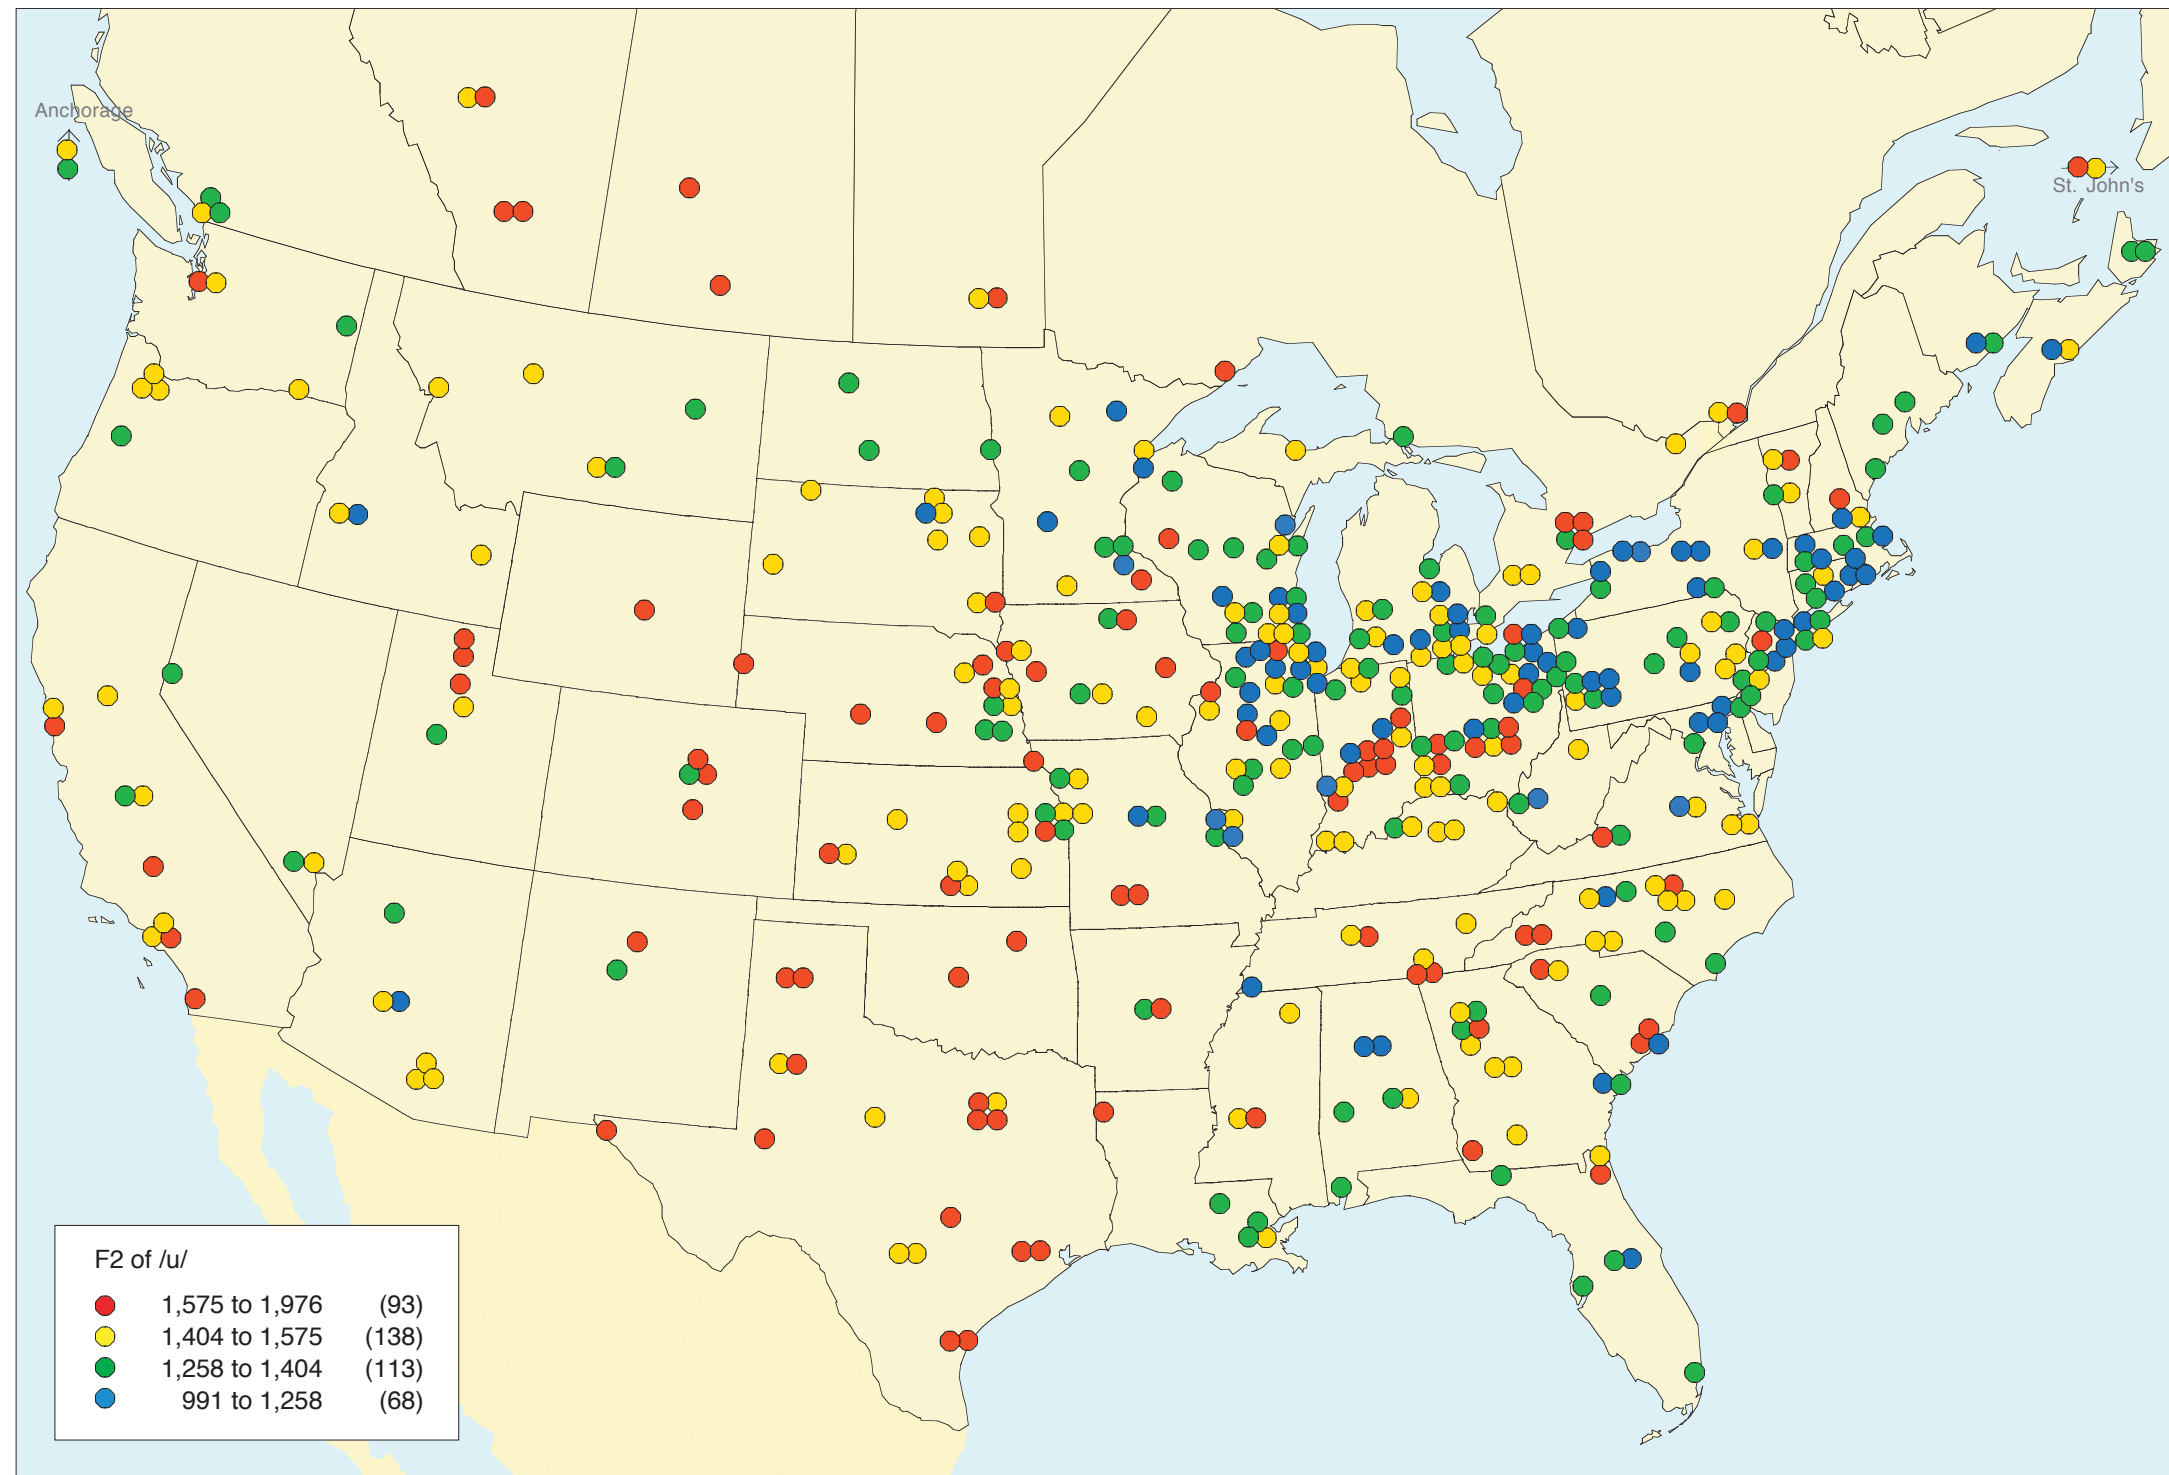 Anchorage
St. John's
F2 of /u/
1,575 to 1,976 (93)
1,404 to 1,575 (138)
1,258 to 1,404 (113)
991 to 1,258 (68)